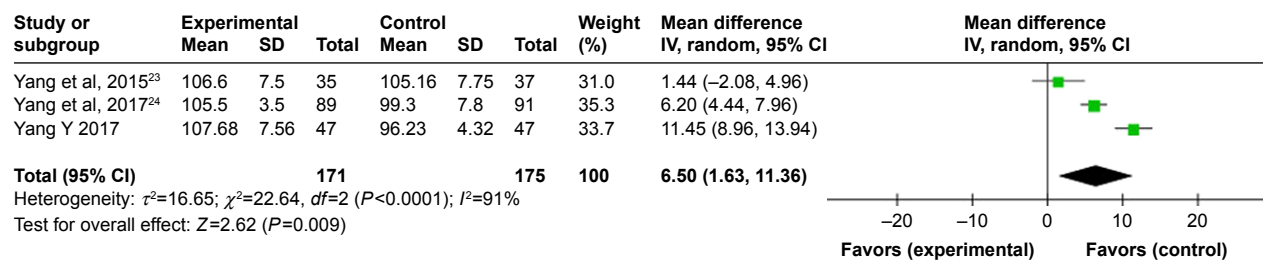 Study or subgroup Experimental Control Weight (%) Mean difference IV, random, 95% CI Mean difference IV, random, 95% CI
Mean SD Total Mean SD Total
Yang et al, 2015²³ 106.6 7.5 35 105.16 7.75 37 31.0 1.44 (–2.08, 4.96)
Yang et al, 2017²⁴ 105.5 3.5 89 99.3 7.8 91 35.3 6.20 (4.44, 7.96)
Yang Y 2017 107.68 7.56 47 96.23 4.32 47 33.7 11.45 (8.96, 13.94)
Total (95% CI) 171 175 100 6.50 (1.63, 11.36)
Heterogeneity: τ²=16.65; χ²=22.64, df=2 (P<0.0001); I²=91%
Test for overall effect: Z=2.62 (P=0.009)
–20 –10 0 10 20
Favors (experimental) Favors (control)